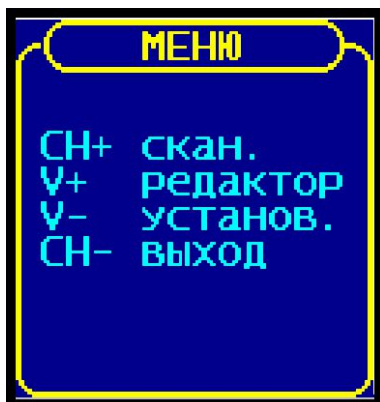 МЕНЮ
CH+ скан.
V+ редактор
V- установ.
CH- выход